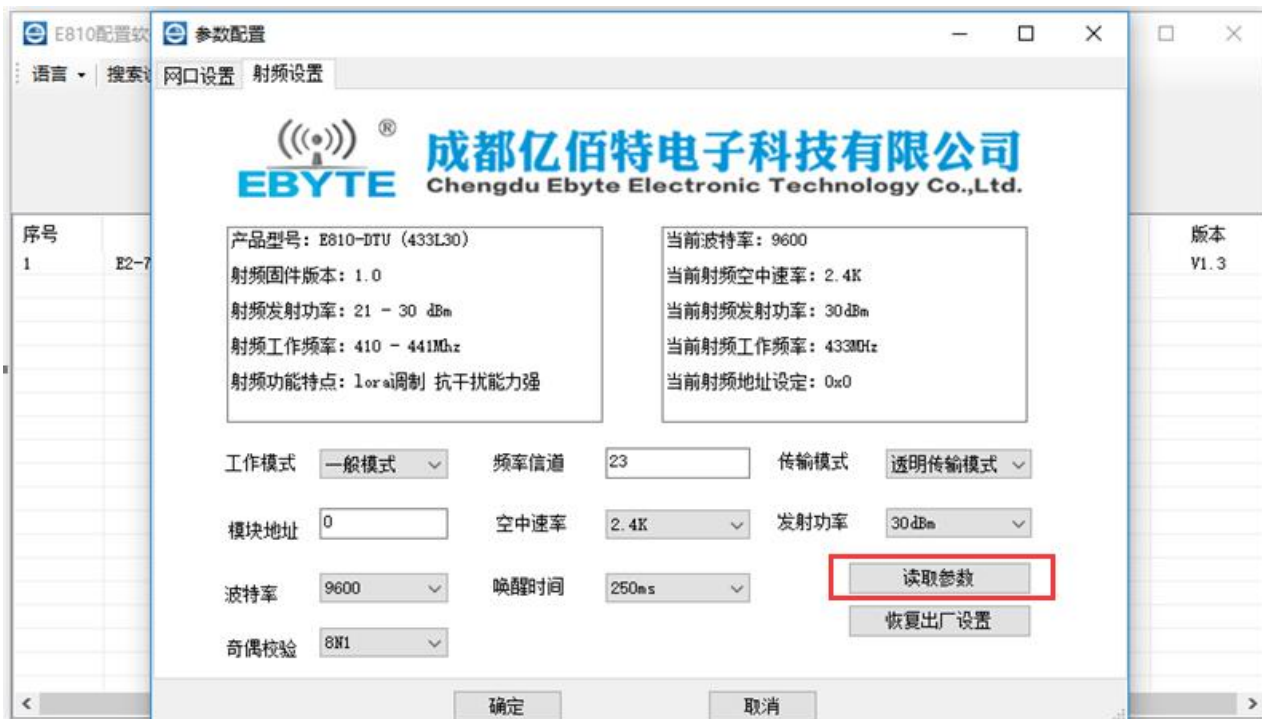 E810配置软
参数配置
语言
搜索
网口设置
射频设置
®
EBYTE
成都亿佰特电子科技有限公司
Chengdu Ebyte Electronic Technology Co.,Ltd.
序号
版本
1
E2-7
V1.3
产品型号：E810-DTU (433L30)
射频固件版本：1.0
射频发射功率：21 - 30 dBm
射频工作频率：410 - 441Mhz
射频功能特点：lora调制 抗干扰能力强
当前波特率：9600
当前射频空中速率：2.4K
当前射频发射功率：30dBm
当前射频工作频率：433MHz
当前射频地址设定：0x0
工作模式 一般模式 频率信道 23 传输模式 透明传输模式
模块地址 0 空中速率 2.4K 发射功率 30dBm
波特率 9600 唤醒时间 250ms 读取参数
恢复出厂设置
奇偶校验 8N1
确定 取消